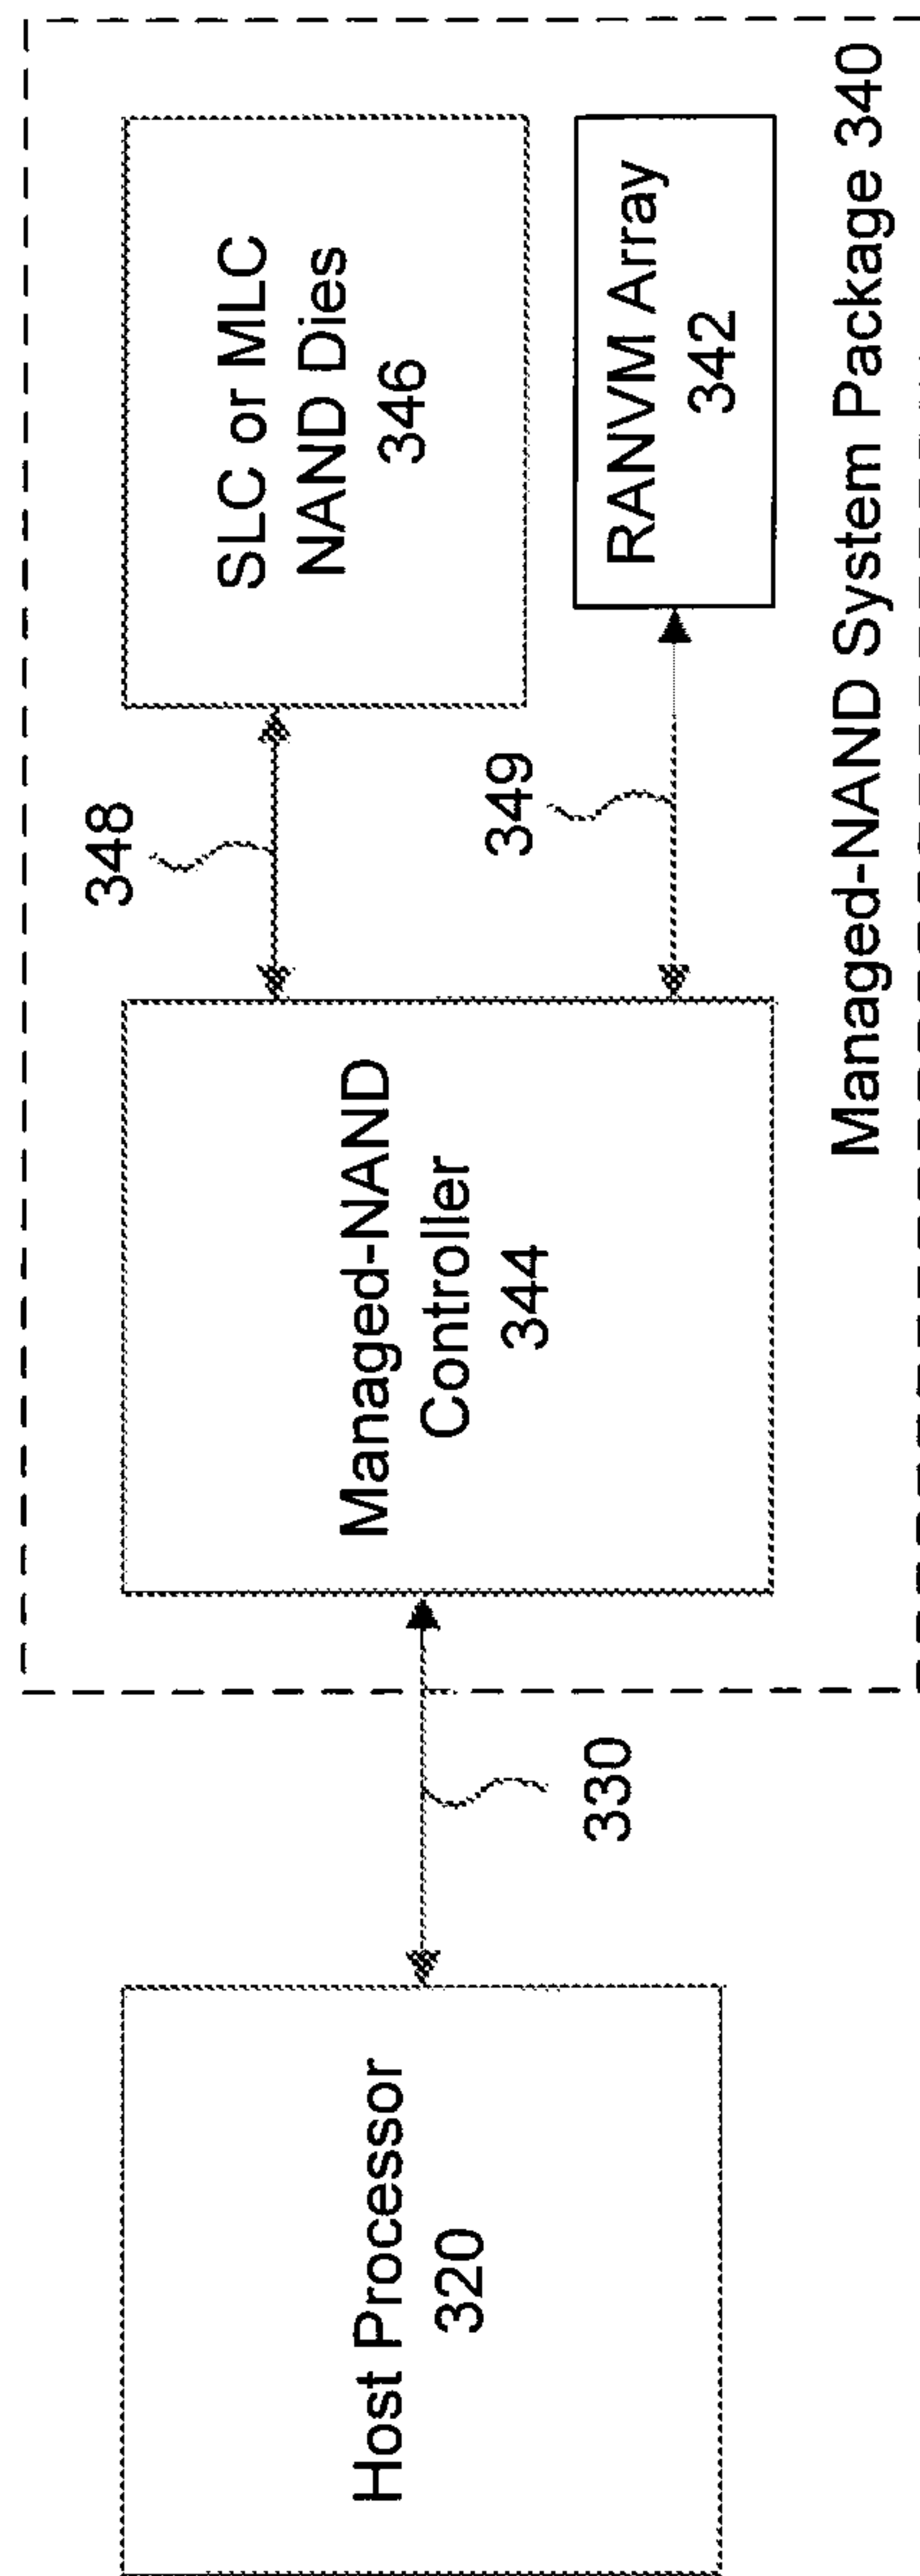 Host Processor
320
330
Managed-NAND
Controller
344
348
349
SLC or MLC
NAND Dies
346
RANVM Array
342
Managed-NAND System Package 340